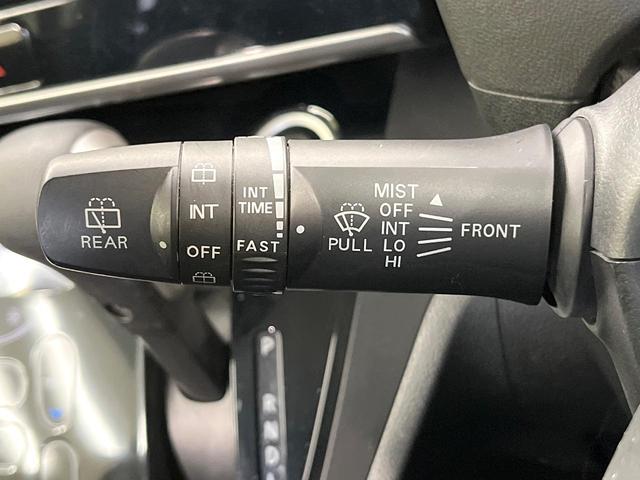 REAR
INT
OFF
INT
TIME
FAST
PULL
MIST
OFF
INT
LO
HI
FRONT
P
R
N
D